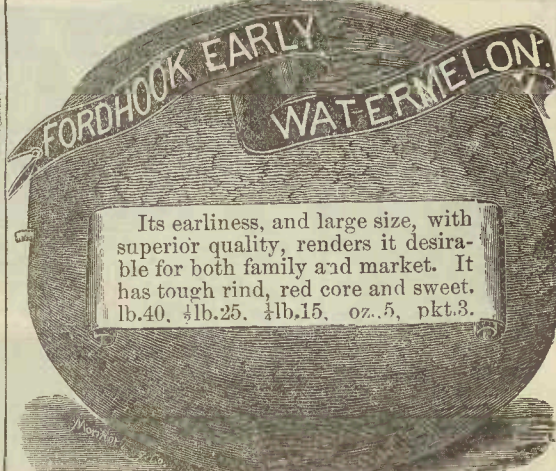 FORDHOOK EARLY
WATERMELON.
Its earliness, and large size, with
superior quality, renders it desira-
ble for both family and market. It
has tough rind, red core and sweet.
lb.40, ½lb.25, ¼lb.15, oz..5, pkt.3.